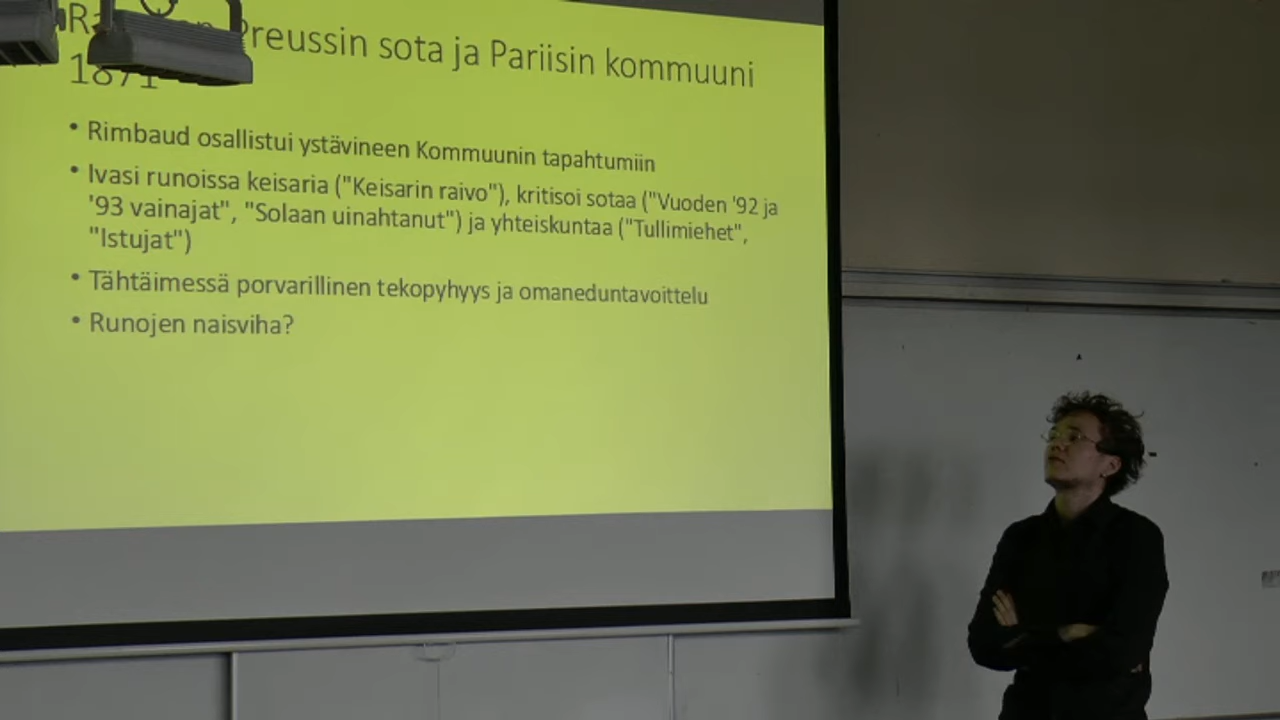 Preussin sota ja Pariisin kommuuni
1871
• Rimbaud osallistui ystävineen Kommuunin tapahtumiin
• Ivasi runoissa keisaria ("Keisarin raivo"), kritisoi sotaa ("Vuoden '92 ja
'93 vainajat", "Solaan uinahtanut") ja yhteiskuntaa ("Tullimiehet",
"Istujat")
• Tähtäimessä porvarillinen tekopyhyys ja omaneduntavoittelu
• Runojen naisviha?